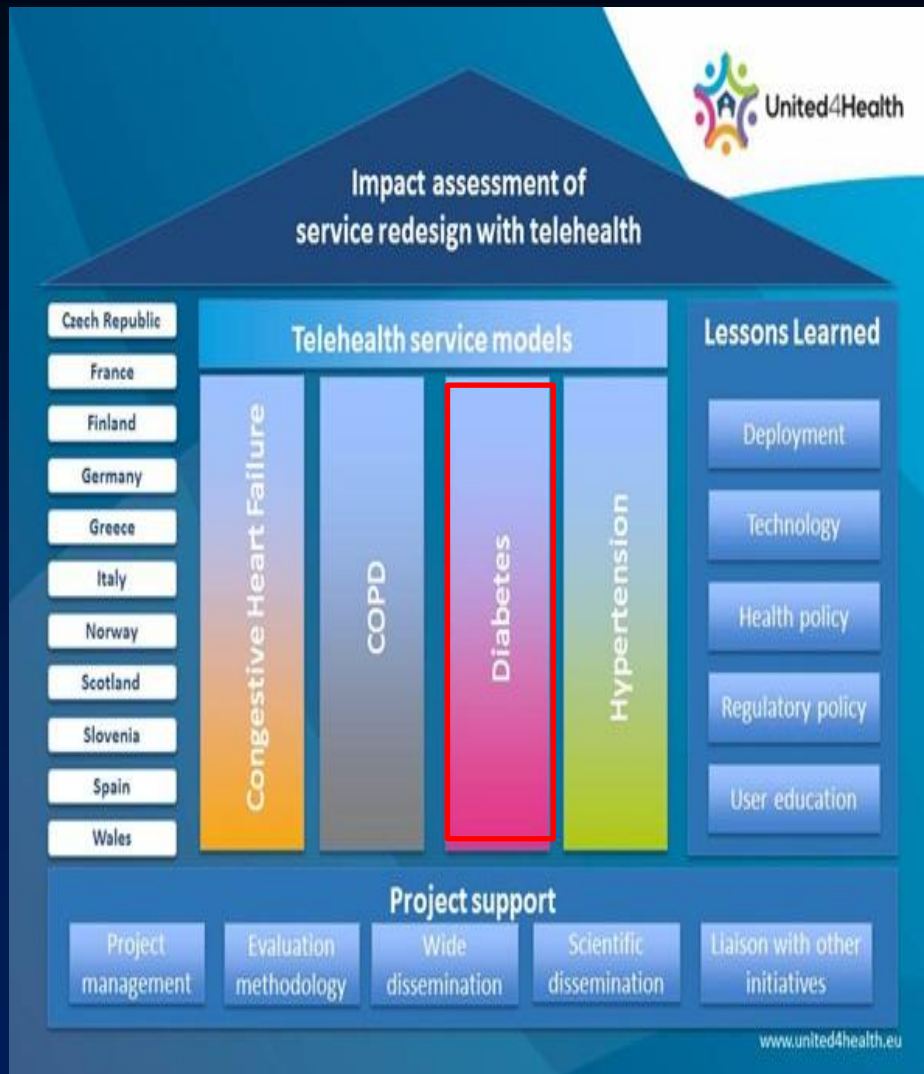 United4Health
Impact assessment of
service redesign with telehealth
Czech Republic
France
Finland
Germany
Greece
Italy
Norway
Scotland
Slovenia
Spain
Wales
Telehealth service models
Congestive Heart Failure
COPD
Diabetes
Hypertension
Lessons Learned
Deployment
Technology
Health policy
Regulatory policy
User education
Project support
Project
management
Evaluation
methodology
Wide
dissemination
Scientific
dissemination
Liaison with other
initiatives
www.united4health.eu